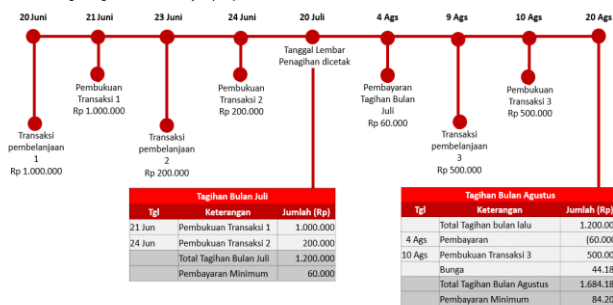 20 Juni
21 Juni
23 Juni
24 Juni
20 Juli
4 Ags
9 Ags
10 Ags
20 Ags
Tanggal Lembar
Penagihan dicetak
Pembukuan
Transaksi 1
Rp 1.000.000
Pembukuan
Transaksi 2
Rp 200.000
Pembayaran
Tagihan Bulan
Juli
Rp 60.000
Pembukuan
Transaksi 3
Rp 500.000
Transaksi
pembelanjaan
1
Rp 1.000.000
Transaksi
pembelanjaan
2
Rp 200.000
Transaksi
pembelanjaan
3
Rp 500.000
Tagihan Bulan Juli
Tgl Keterangan Jumlah (Rp)
21 Jun Pembukuan Transaksi 1 1.000.000
24 Jun Pembukuan Transaksi 2 200.000
Total Tagihan Bulan Juli 1.200.000
Pembayaran Minimum 60.000
Tagihan Bulan Agustus
Tgl Keterangan Jumlah (Rp)
Total Tagihan bulan lalu 1.200.00
4 Ags Pembayaran (60.000
10 Ags Pembukuan Transaksi 3 500.00
Bunga 44.18
Total Tagihan Bulan Agustus 1.684.18
Pembayaran Minimum 84.20